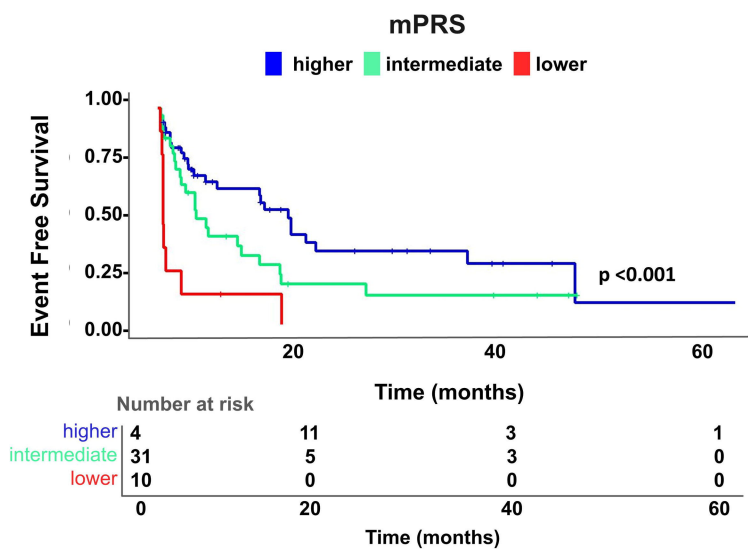 mPRS
higher intermediate lower
Event Free Survival
1.00
0.75
0.50
0.25
0.00
p <0.001
20 40 60
Time (months)
Number at risk
higher 4 11 3 1
intermediate 31 5 3 0
lower 10 0 0 0
0 20 40 60
Time (months)